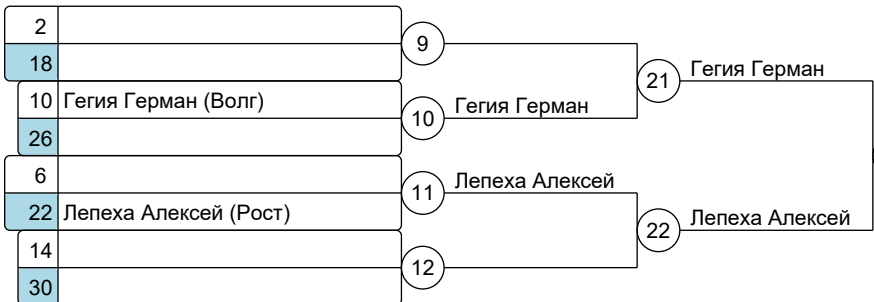 2
9
18
21 Гегия Герман
10 Гегия Герман (Волг)
10 Гегия Герман
26
6
11 Лепеха Алексей
22 Лепеха Алексей (Рост)
22 Лепеха Алексей
14
12
30